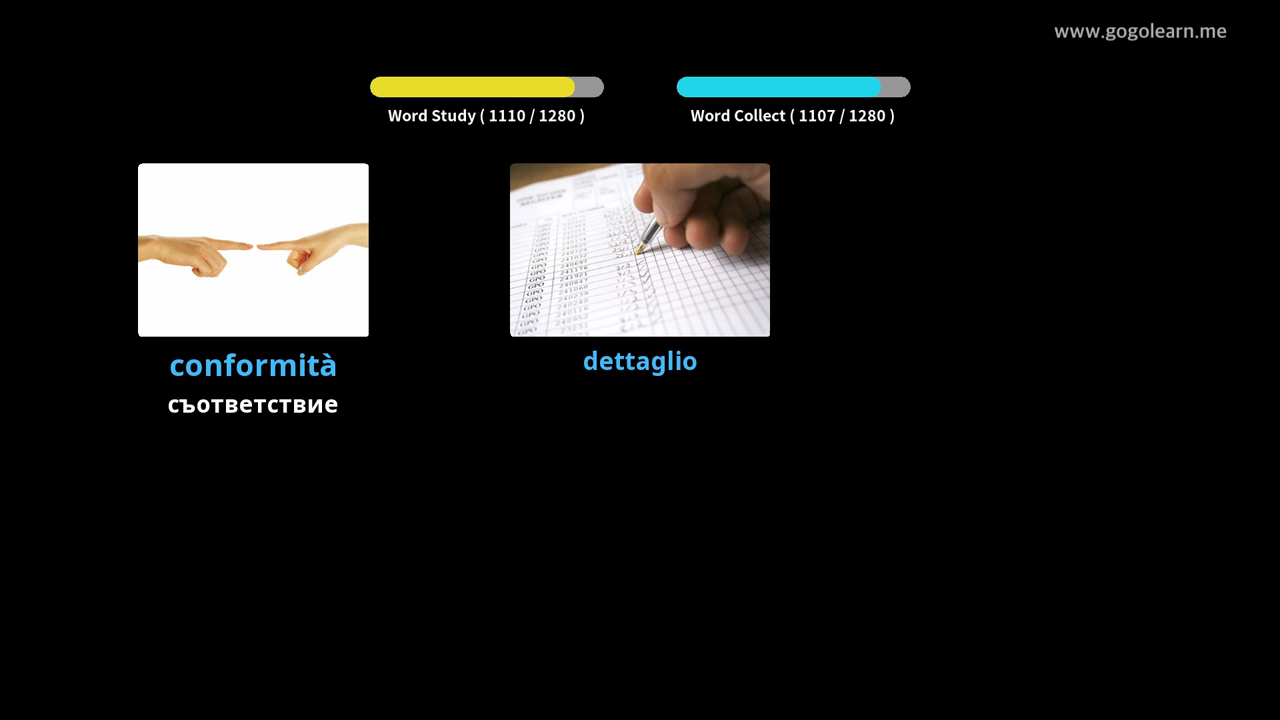 www.gogolearn.me
Word Study ( 1110 / 1280 )
Word Collect ( 1107 / 1280 )
conformità
съответствие
dettaglio